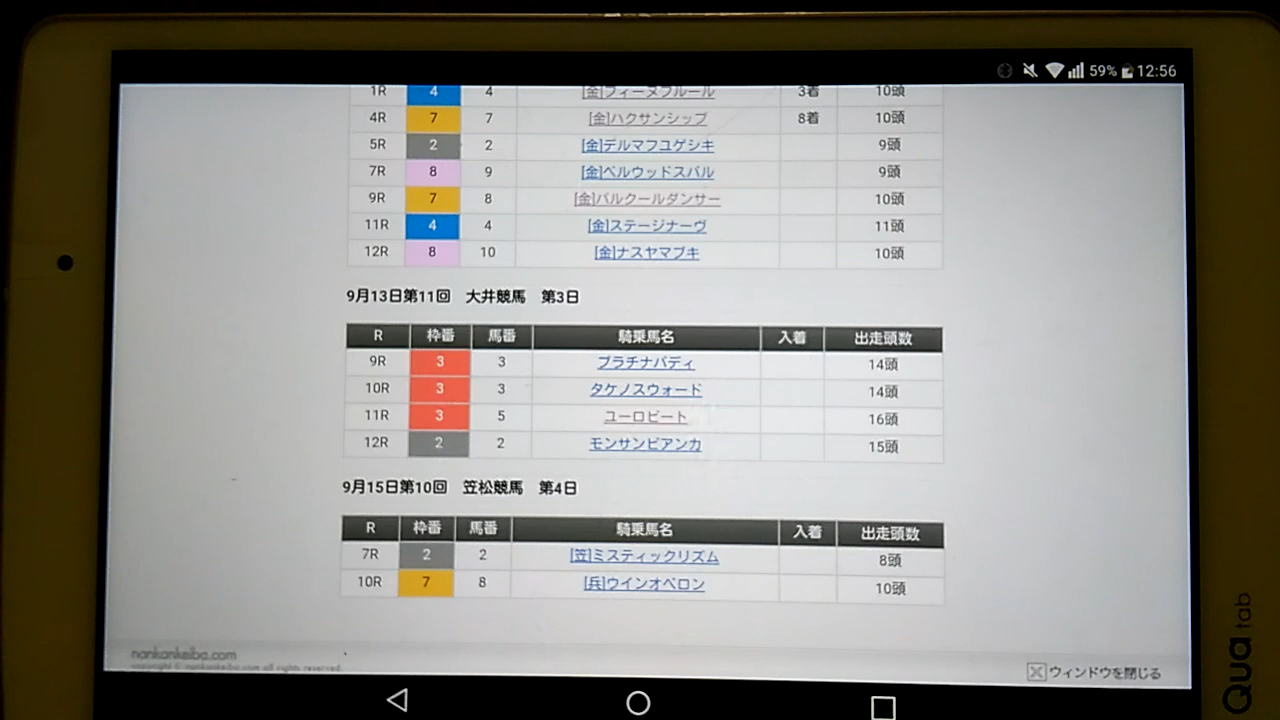 59% 12:56
1R 4 4 [金]フィーヌフルール 3着 10頭
4R 7 7 [金]ハクサンシップ 8着 10頭
5R 2 2 [金]デルマフユゲシキ 9頭
7R 8 9 [金]ベルウッドスバル 9頭
9R 7 8 [金]バルクールダンサー 10頭
11R 4 4 [金]ステージナーヴ 11頭
12R 8 10 [金]ナスヤマブキ 10頭
9月13日第11回 大井競馬 第3日
R 枠番 馬番 騎乗馬名 入着 出走頭数
9R 3 3 プラチナバディ 14頭
10R 3 3 タケノスウォード 14頭
11R 3 5 ユーロビート 16頭
12R 2 2 モンサンビアンカ 15頭
9月15日第10回 笠松競馬 第4日
R 枠番 馬番 騎乗馬名 入着 出走頭数
7R 2 2 [笠]ミスティックリズム 8頭
10R 7 8 [兵]ウインオベロン 10頭
nankankeiba.com
copyright © nankankeiba.com all rights reserved.
ウィンドウを閉じる
Qua tab